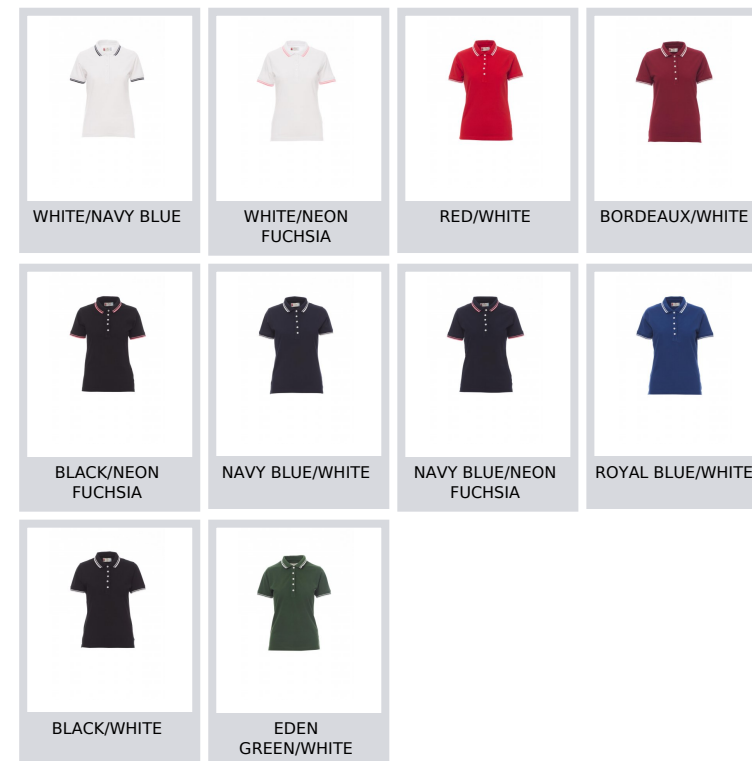 WHITE/NAVY BLUE
WHITE/NEON
FUCHSIA
RED/WHITE
BORDEAUX/WHITE
BLACK/NEON
FUCHSIA
NAVY BLUE/WHITE
NAVY BLUE/NEON
FUCHSIA
ROYAL BLUE/WHITE
BLACK/WHITE
EDEN
GREEN/WHITE